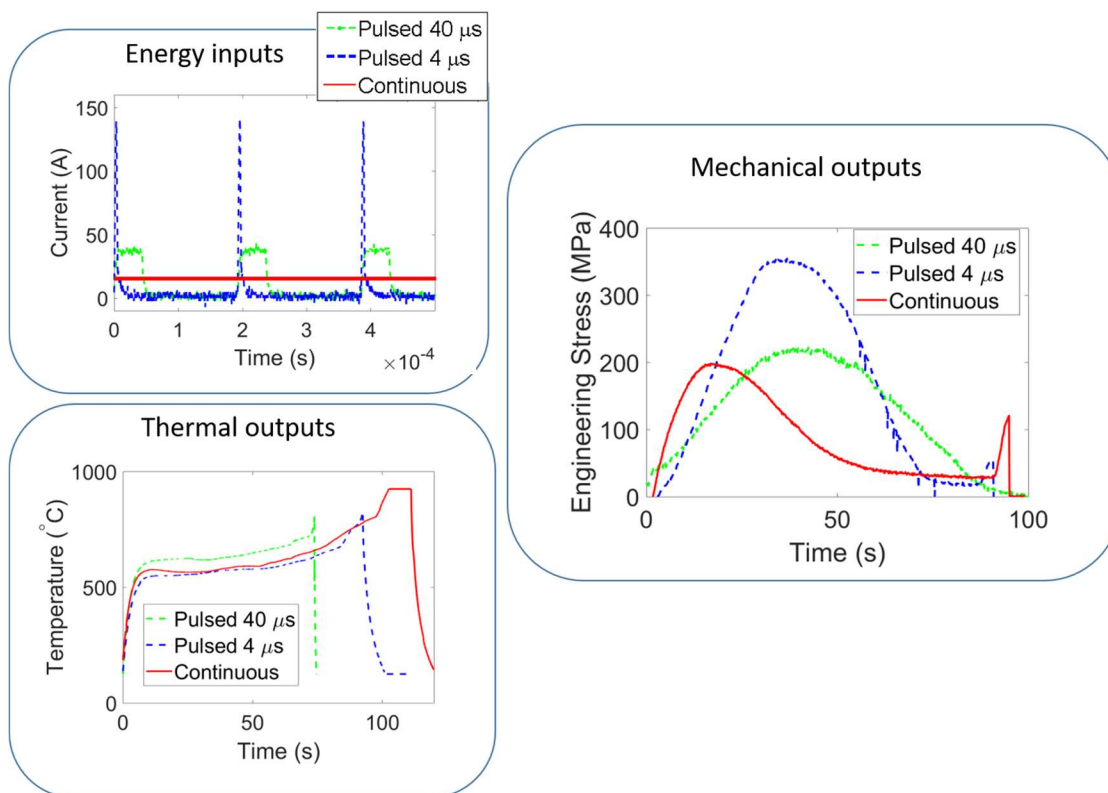 Energy inputs
Pulsed 40 μs
Pulsed 4 μs
Continuous
150
100
50
0
Current (A)
0 1 2 3 4
Time (s)
×10⁻⁴
Thermal outputs
1000
500
0
Temperature (°C)
Pulsed 40 μs
Pulsed 4 μs
Continuous
0 50 100
Time (s)
Mechanical outputs
400
300
200
100
0
Engineering Stress (MPa)
Pulsed 40 μs
Pulsed 4 μs
Continuous
0 50 100
Time (s)